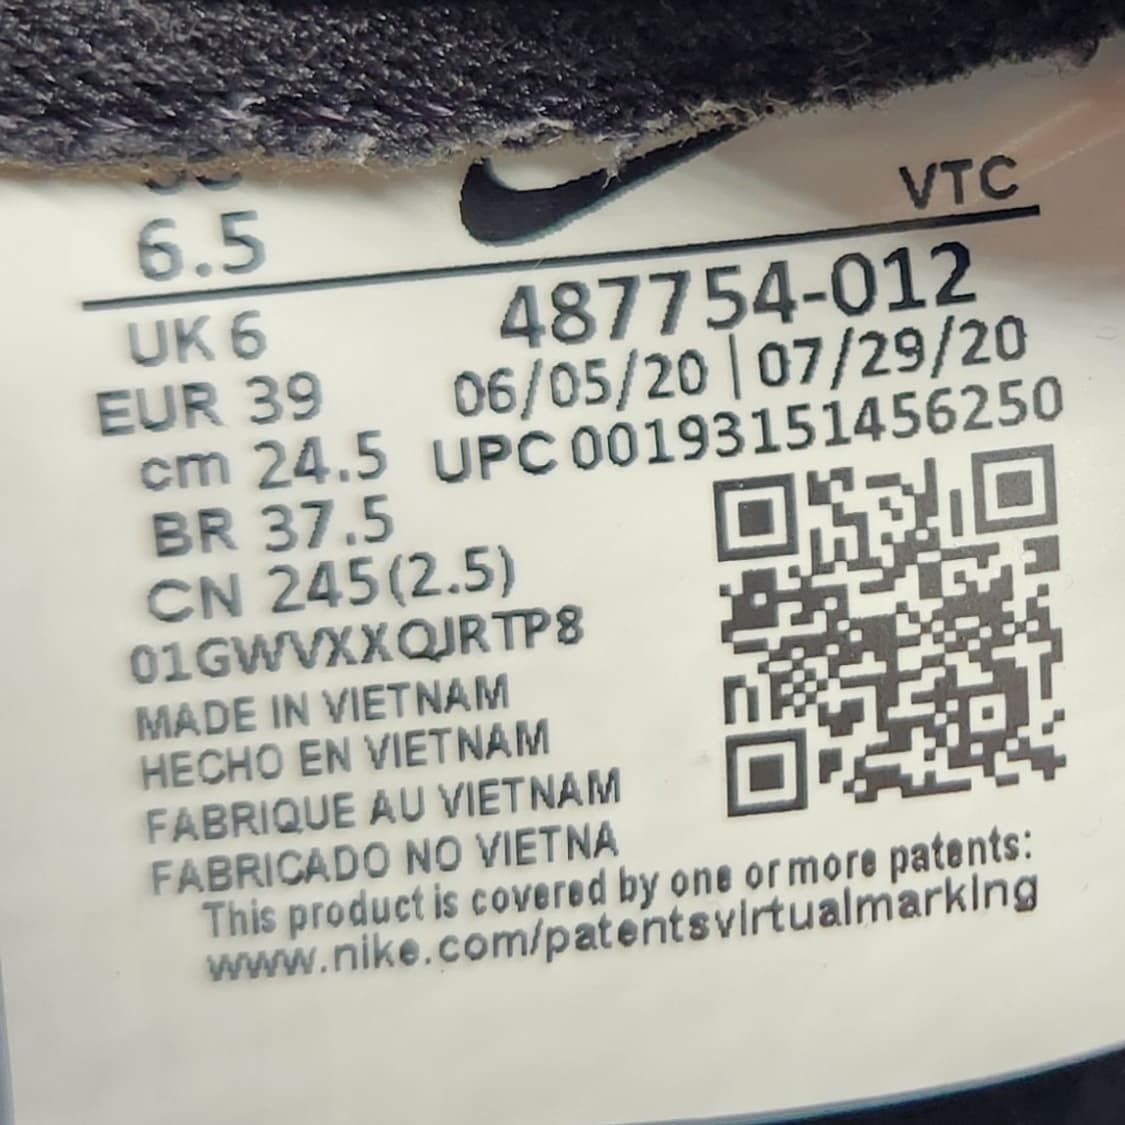 VTC
6.5
487754-012
UK 6
06/05/20 | 07/29/20
EUR 39
UPC 00193151456250
cm 24.5
BR 37.5
CN 245(2.5)
01GWVXXQJRTP8
MADE IN VIETNAM
HECHO EN VIETNAM
FABRIQUE AU VIETNAM
FABRICADO NO VIETNA
This product is covered by one or more patents:
www.nike.com/patentsvirtualmarking